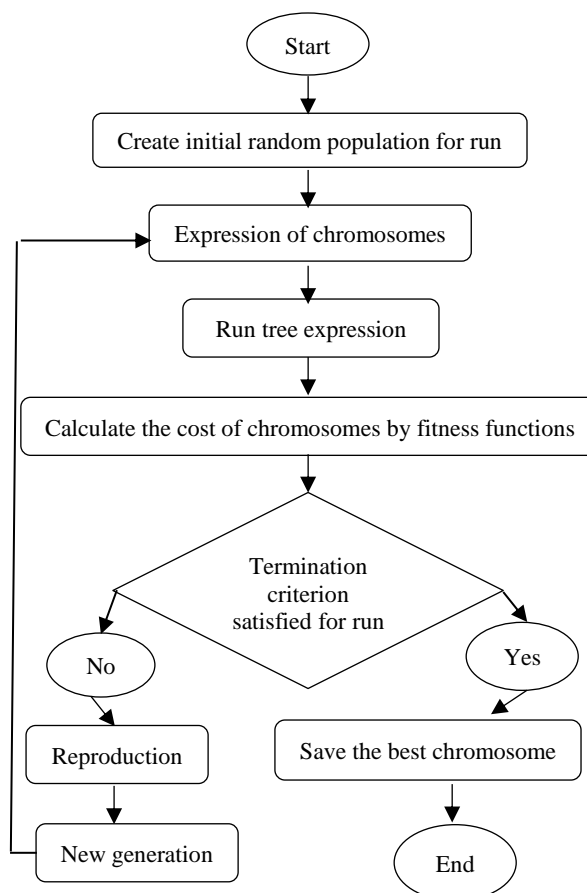 Start
Create initial random population for run
Expression of chromosomes
Run tree expression
Calculate the cost of chromosomes by fitness functions
Termination
criterion
satisfied for run
No
Yes
Reproduction
Save the best chromosome
New generation
End